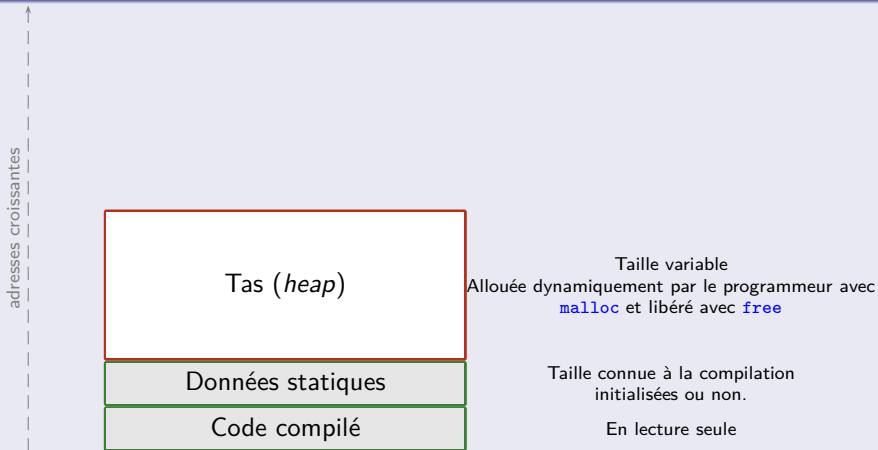 adresses croissantes
Tas (heap)
Taille variable
Allouée dynamiquement par le programmeur avec
malloc et libéré avec free
Données statiques
Taille connue à la compilation
initialisées ou non.
Code compilé
En lecture seule